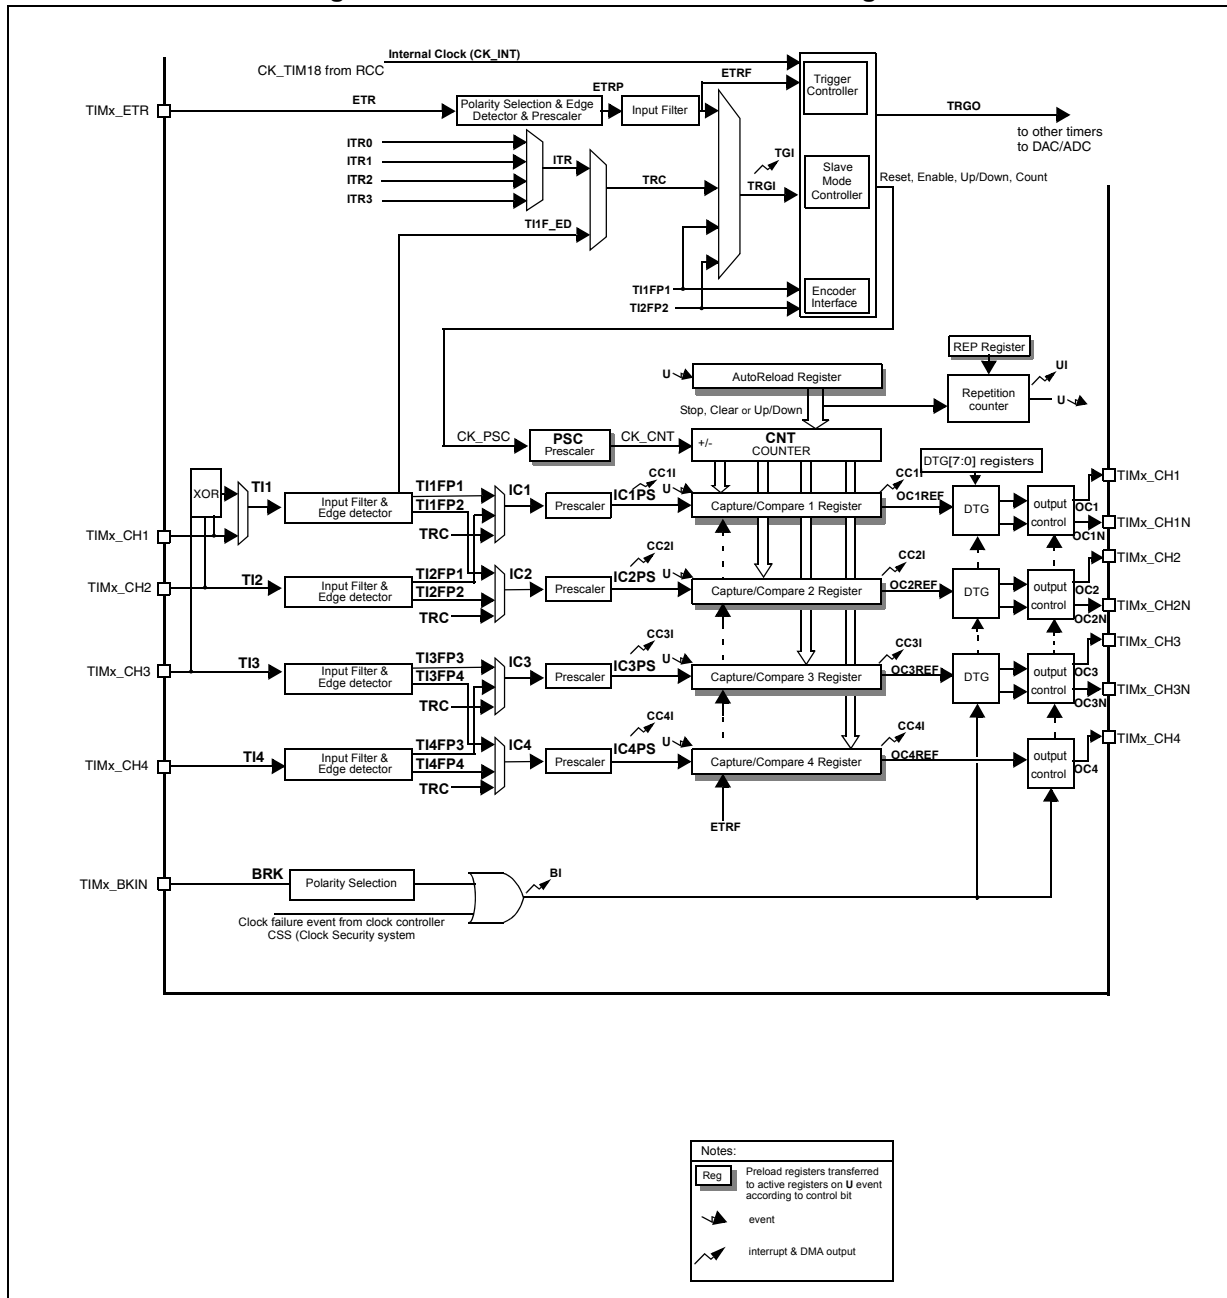 Internal Clock (CK_INT)
CK_TIM18 from RCC
ETRF
Trigger
Controller
TIMx_ETR
ETR
Polarity Selection & Edge
Detector & Prescaler
ETRP
Input Filter
TRGO
to other timers
to DAC/ADC
ITR0
ITR1
ITR2
ITR3
ITR
TRC
TGI
TRGI
Slave
Mode
Controller
Reset, Enable, Up/Down, Count
TI1F_ED
TI1FP1
TI2FP2
Encoder
Interface
REP Register
U
AutoReload Register
UI
Repetition
counter
U
Stop, Clear or Up/Down
CK_PSC
PSC
Prescaler
CK_CNT
+/-
CNT
COUNTER
DTG[7:0] registers
XOR
TI1
Input Filter &
Edge detector
TI1FP1
TI1FP2
TRC
IC1
Prescaler
CC1I
IC1PS
U
Capture/Compare 1 Register
CC1I
OC1REF
DTG
output
control
OC1
OC1N
TIMx_CH1
TIMx_CH1N
TIMx_CH1
TIMx_CH2
TI2
Input Filter &
Edge detector
TI2FP1
TI2FP2
TRC
IC2
Prescaler
CC2I
IC2PS
U
Capture/Compare 2 Register
CC2I
OC2REF
DTG
output
control
OC2
OC2N
TIMx_CH2
TIMx_CH2N
TIMx_CH3
TI3
Input Filter &
Edge detector
TI3FP3
TI3FP4
TRC
IC3
Prescaler
CC3I
IC3PS
U
Capture/Compare 3 Register
CC3I
OC3REF
DTG
output
control
OC3
OC3N
TIMx_CH3
TIMx_CH3N
TIMx_CH4
TI4
Input Filter &
Edge detector
TI4FP3
TI4FP4
TRC
IC4
Prescaler
CC4I
IC4PS
U
Capture/Compare 4 Register
CC4I
OC4REF
output
control
OC4
TIMx_CH4
ETRF
TIMx_BKIN
BRK
Polarity Selection
BI
Clock failure event from clock controller
CSS (Clock Security system
Notes:
Reg
Preload registers transferred
to active registers on U event
according to control bit
event
interrupt & DMA output